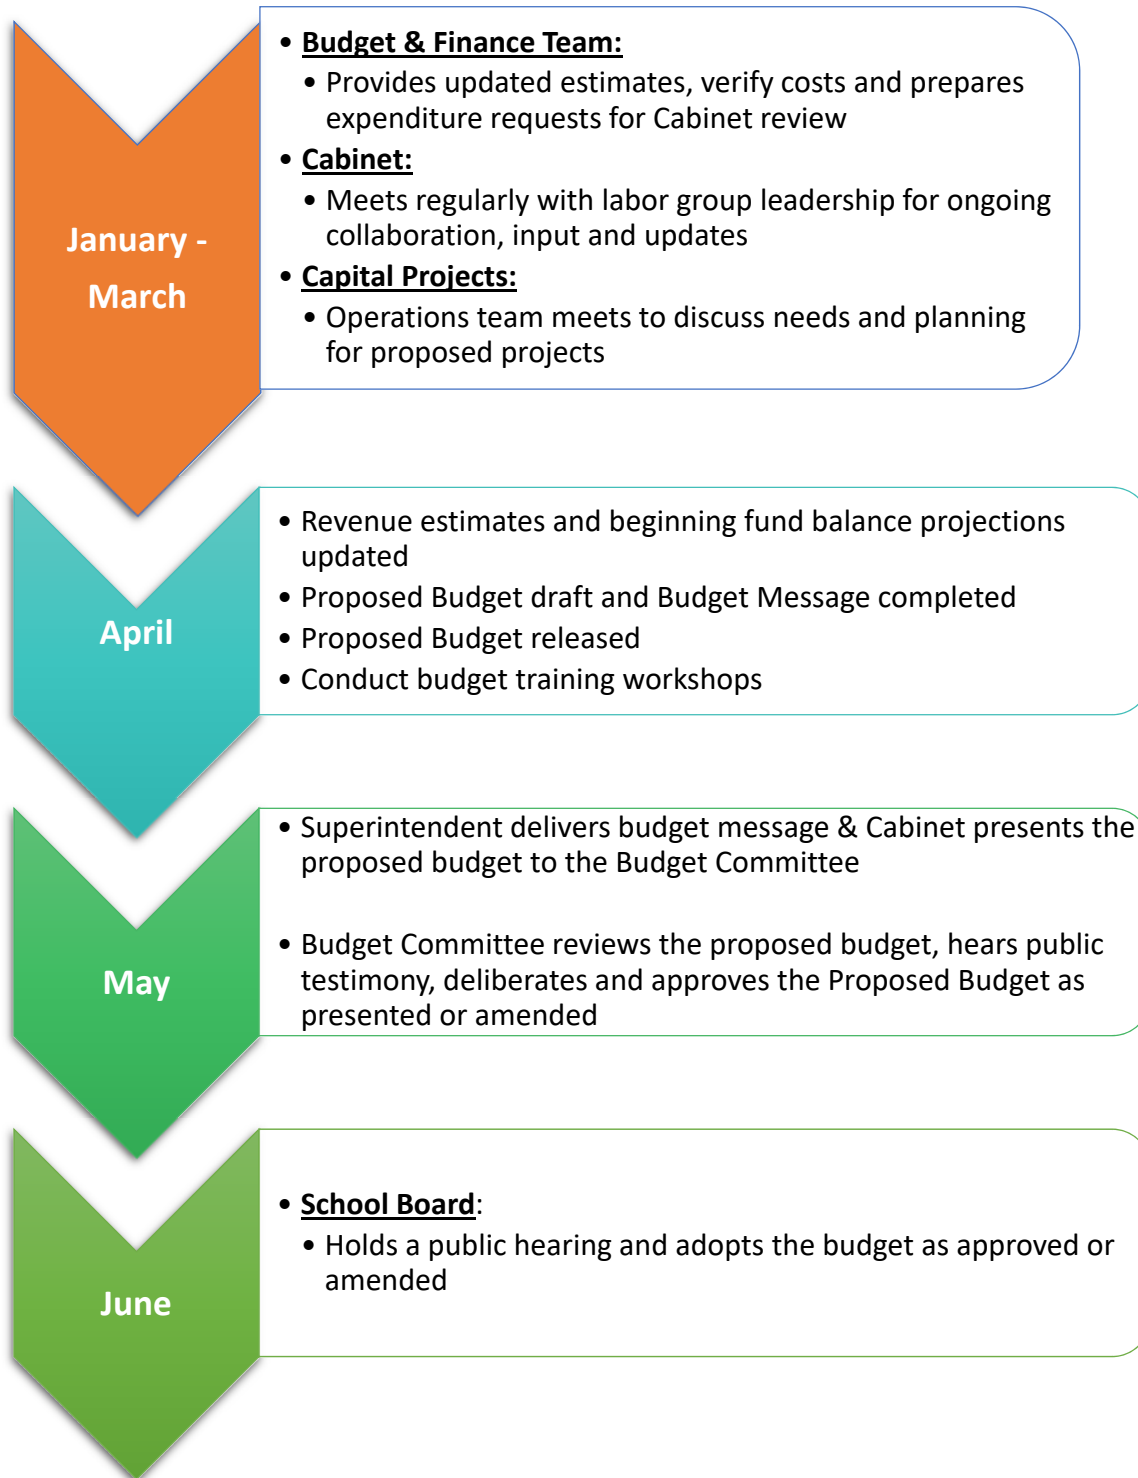 January -
March
• Budget & Finance Team:
• Provides updated estimates, verify costs and prepares
expenditure requests for Cabinet review
• Cabinet:
• Meets regularly with labor group leadership for ongoing
collaboration, input and updates
• Capital Projects:
• Operations team meets to discuss needs and planning
for proposed projects
April
• Revenue estimates and beginning fund balance projections
updated
• Proposed Budget draft and Budget Message completed
• Proposed Budget released
• Conduct budget training workshops
May
• Superintendent delivers budget message & Cabinet presents the
proposed budget to the Budget Committee
• Budget Committee reviews the proposed budget, hears public
testimony, deliberates and approves the Proposed Budget as
presented or amended
June
• School Board:
• Holds a public hearing and adopts the budget as approved or
amended